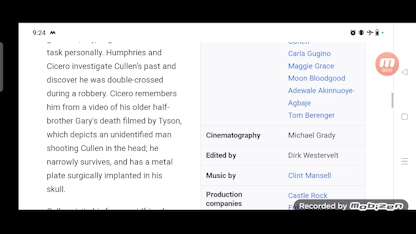 9:24
task personally. Humphries and
Cicero investigate Cullen's past and
discover he was double-crossed
during a robbery. Cicero remembers
him from a video of his older half-
brother Gary's death filmed by Tyson,
which depicts an unidentified man
shooting Cullen in the head; he
narrowly survives, and has a metal
plate surgically implanted in his
skull.
Carla Gugino
Maggie Grace
Moon Bloodgood
Adewale Akinnuoye-
Agbaje
Tom Berenger
Cinematography Michael Grady
Edited by Dirk Westervelt
Music by Clint Mansell
Production
companies
Castle Rock
Recorded by Mobizen